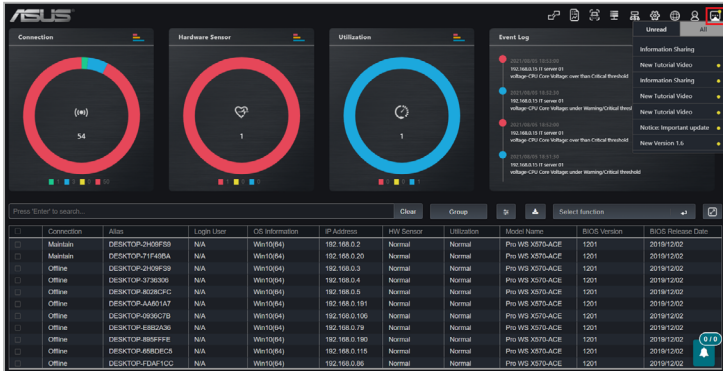 ASUS
Connection
Hardware Sensor
Utilization
Event Log
Unread
All
54
1
1
2021/08/05 18:32:00
192.168.0.15 IT server 01
voltage-CPU Core Voltage over than Critical threshold
192.168.0.15 IT server 01
voltage-CPU Core Voltage under Warning/Critical thresh
192.168.0.15 IT server 01
voltage-CPU Core Voltage over than Critical threshold
192.168.0.15 IT server 01
voltage-CPU Core Voltage under Warning/Critical threshold
Information Sharing
New Tutorial Video
Information Sharing
New Tutorial Video
New Tutorial Video
Notice: Important update
New Version 1.6
Press 'Enter' to search...
Clear
Group
Select function
Connection Alias Login User OS Information IP Address HW Sensor Utilization Model Name BIOS Version BIOS Release Date
Maintain DESKTOP-2H09FS9 N/A Win10(64) 192.168.0.2 Normal Normal Pro WS X570-ACE 1201 2019/12/02
Maintain DESKTOP-71F49BA N/A Win10(64) 192.168.0.20 Normal Normal Pro WS X570-ACE 1201 2019/12/02
Offline DESKTOP-2H09FS9 N/A Win10(64) 192.168.0.3 Normal Normal Pro WS X570-ACE 1201 2019/12/02
Offline DESKTOP-3736306 N/A Win10(64) 192.168.0.4 Normal Normal Pro WS X570-ACE 1201 2019/12/02
Offline DESKTOP-8028CFC N/A Win10(64) 192.168.0.5 Normal Normal Pro WS X570-ACE 1201 2019/12/02
Offline DESKTOP-AA601A7 N/A Win10(64) 192.168.0.191 Normal Normal Pro WS X570-ACE 1201 2019/12/02
Offline DESKTOP-0936C7B N/A Win10(64) 192.168.0.106 Normal Normal Pro WS X570-ACE 1201 2019/12/02
Offline DESKTOP-E8B2A36 N/A Win10(64) 192.168.0.79 Normal Normal Pro WS X570-ACE 1201 2019/12/02
Offline DESKTOP-895FFFE N/A Win10(64) 192.168.0.190 Normal Normal Pro WS X570-ACE 1201 2019/12/02
Offline DESKTOP-85BDEC5 N/A Win10(64) 192.168.0.115 Normal Normal Pro WS X570-ACE 1201 2019/12/02
Offline DESKTOP-FDAF1CC N/A Win10(64) 192.168.0.86 Normal Normal Pro WS X570-ACE 1201 2019/12/02
0/0